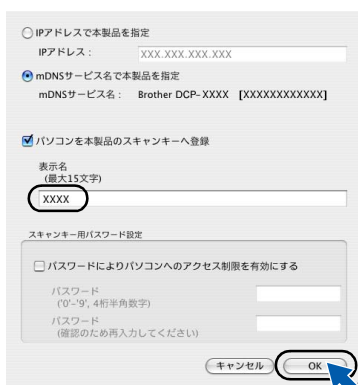 IPアドレスで本製品を指定
IPアドレス： XXX.XXX.XXX.XXX
mDNSサービス名で本製品を指定
mDNSサービス名： Brother DCP-XXXX [XXXXXXXXXXXX]
パソコンを本製品のスキャンキーへ登録
表示名
(最大15文字)
XXXX
スキャンキー用パスワード設定
パスワードによりパソコンへのアクセス制限を有効にする
パスワード
('0'-'9', 4桁半角数字)
パスワード
(確認のため再入力してください)
キャンセル OK